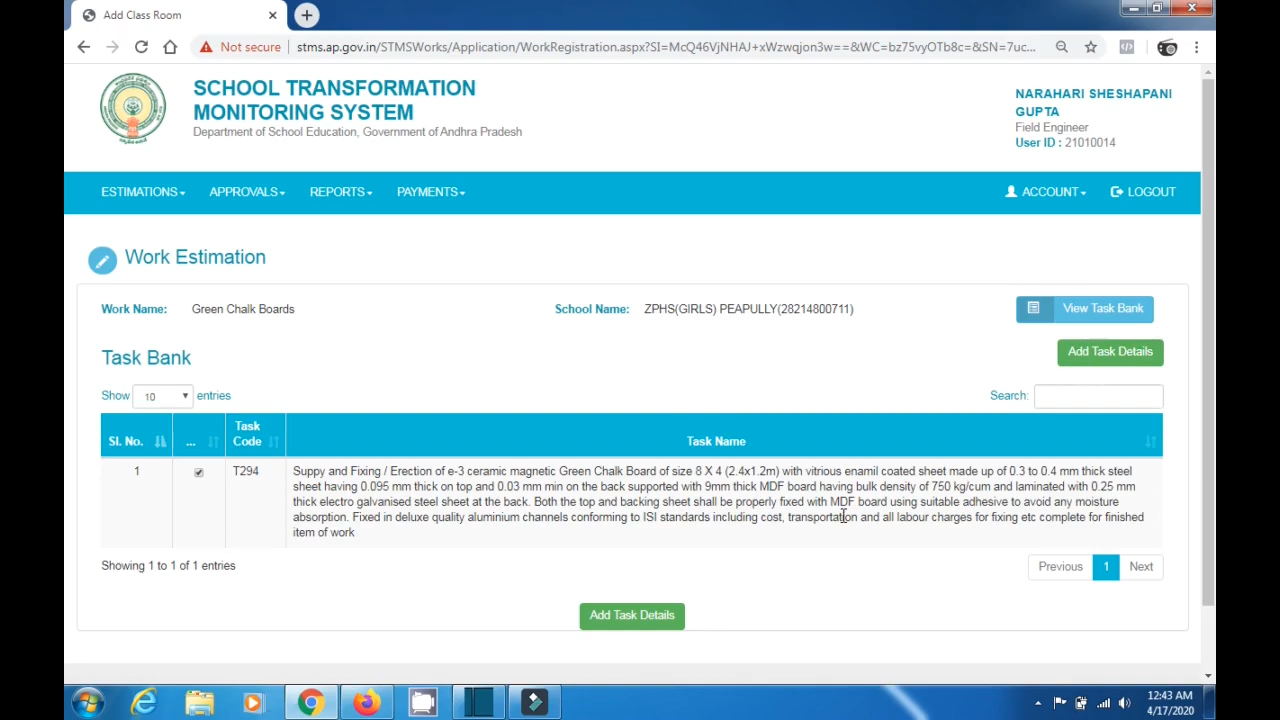 Add Class Room
Not secure
stms.ap.gov.in/STMSWorks/Application/WorkRegistration.aspx?SI=McQ46VjNHAJ+xWzwqjon3w==&WC=bz75vyOTb8c=&SN=7uc...
SCHOOL TRANSFORMATION
MONITORING SYSTEM
Department of School Education, Government of Andhra Pradesh
NARAHARI SHESHAPANI
GUPTA
Field Engineer
User ID : 21010014
ESTIMATIONS APPROVALS REPORTS PAYMENTS ACCOUNT LOGOUT
Work Estimation
Work Name: Green Chalk Boards School Name: ZPHS(GIRLS) PEAPULLY(28214800711) View Task Bank
Task Bank
Add Task Details
Show 10 entries Search:
Sl. No. ... Task Code Task Name
1 T294 Suppy and Fixing / Erection of e-3 ceramic magnetic Green Chalk Board of size 8 X 4 (2.4x1.2m) with vitrious enamil coated sheet made up of 0.3 to 0.4 mm thick steel
sheet having 0.095 mm thick on top and 0.03 mm min on the back supported with 9mm thick MDF board having bulk density of 750 kg/cum and laminated with 0.25 mm
thick electro galvanised steel sheet at the back. Both the top and backing sheet shall be properly fixed with MDF board using suitable adhesive to avoid any moisture
absorption. Fixed in deluxe quality aluminium channels conforming to ISI standards including cost, transportation and all labour charges for fixing etc complete for finished
item of work
Showing 1 to 1 of 1 entries Previous 1 Next
Add Task Details
12:43 AM
4/17/2020